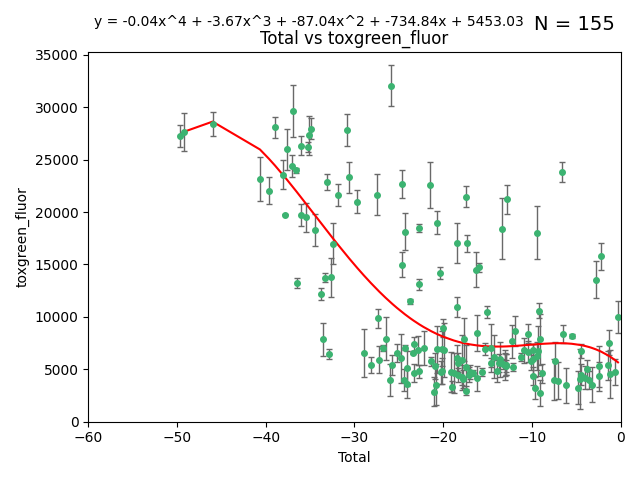 y = -0.04x^4 + -3.67x^3 + -87.04x^2 + -734.84x + 5453.03 N = 155
Total vs toxgreen_fluor
35000
30000
25000
20000
15000
10000
5000
0
toxgreen_fluor
−60 −50 −40 −30 −20 −10 0
Total